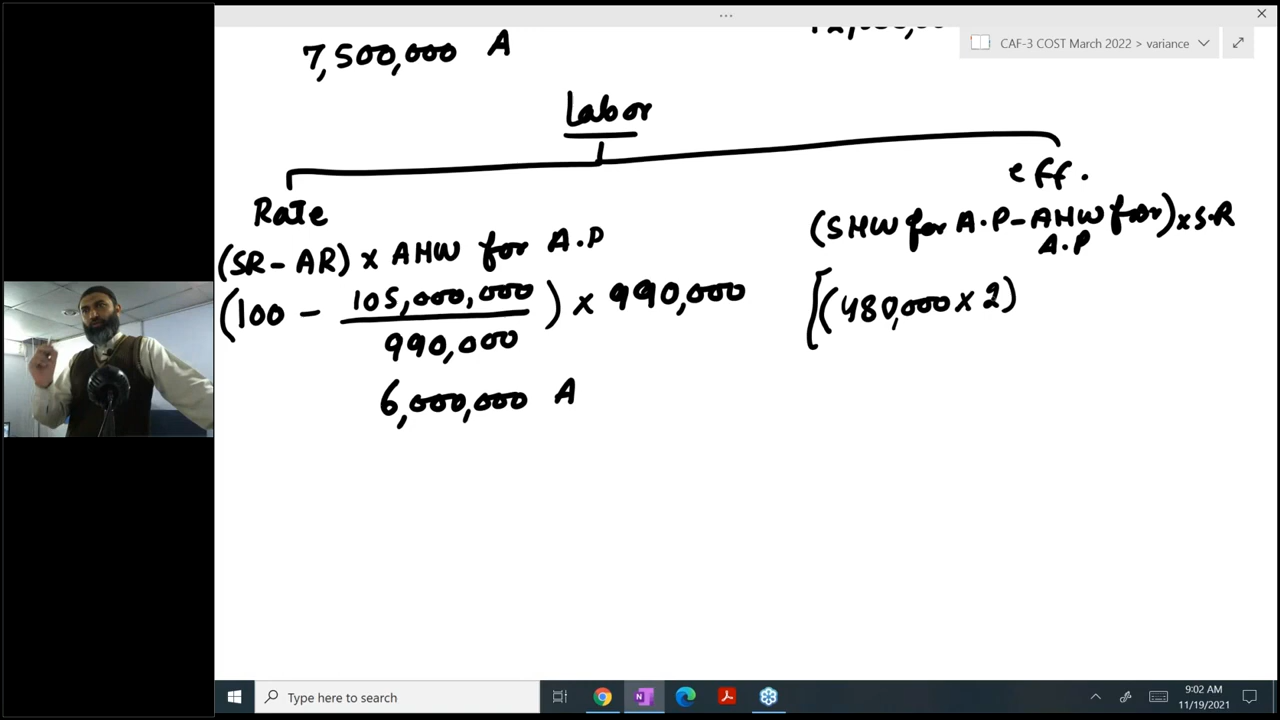 CAF-3 COST March 2022 > variance
7,500,000 A
Labor
Rate
eff.
(SR - AR) x AHW for A.P
(SHW for A.P - AHW for) x S.R
A.P
(100 - 105,000,000 / 990,000) x 990,000
[(480,000 x 2)
6,000,000 A
Type here to search
9:02 AM
11/19/2021